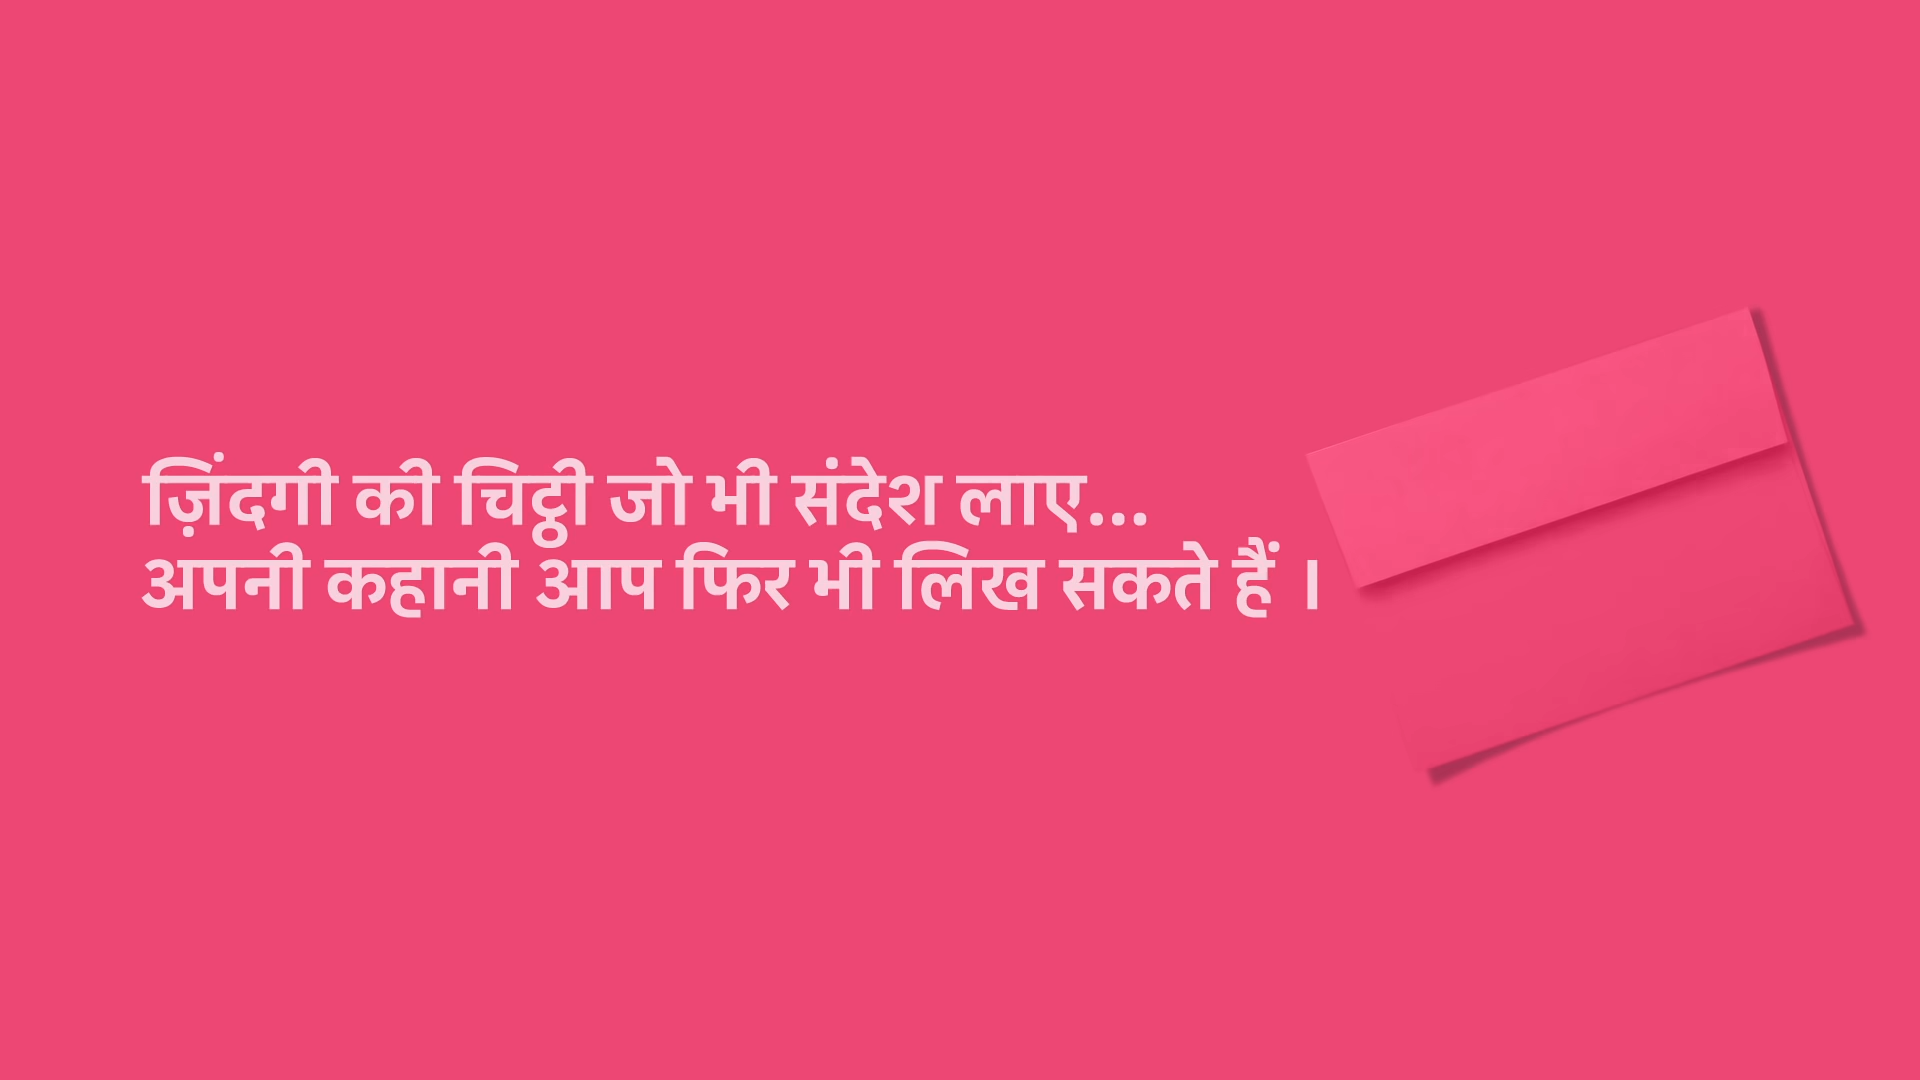 ज़िंदगी की चिट्ठी जो भी संदेश लाए...
अपनी कहानी आप फिर भी लिख सकते हैं ।